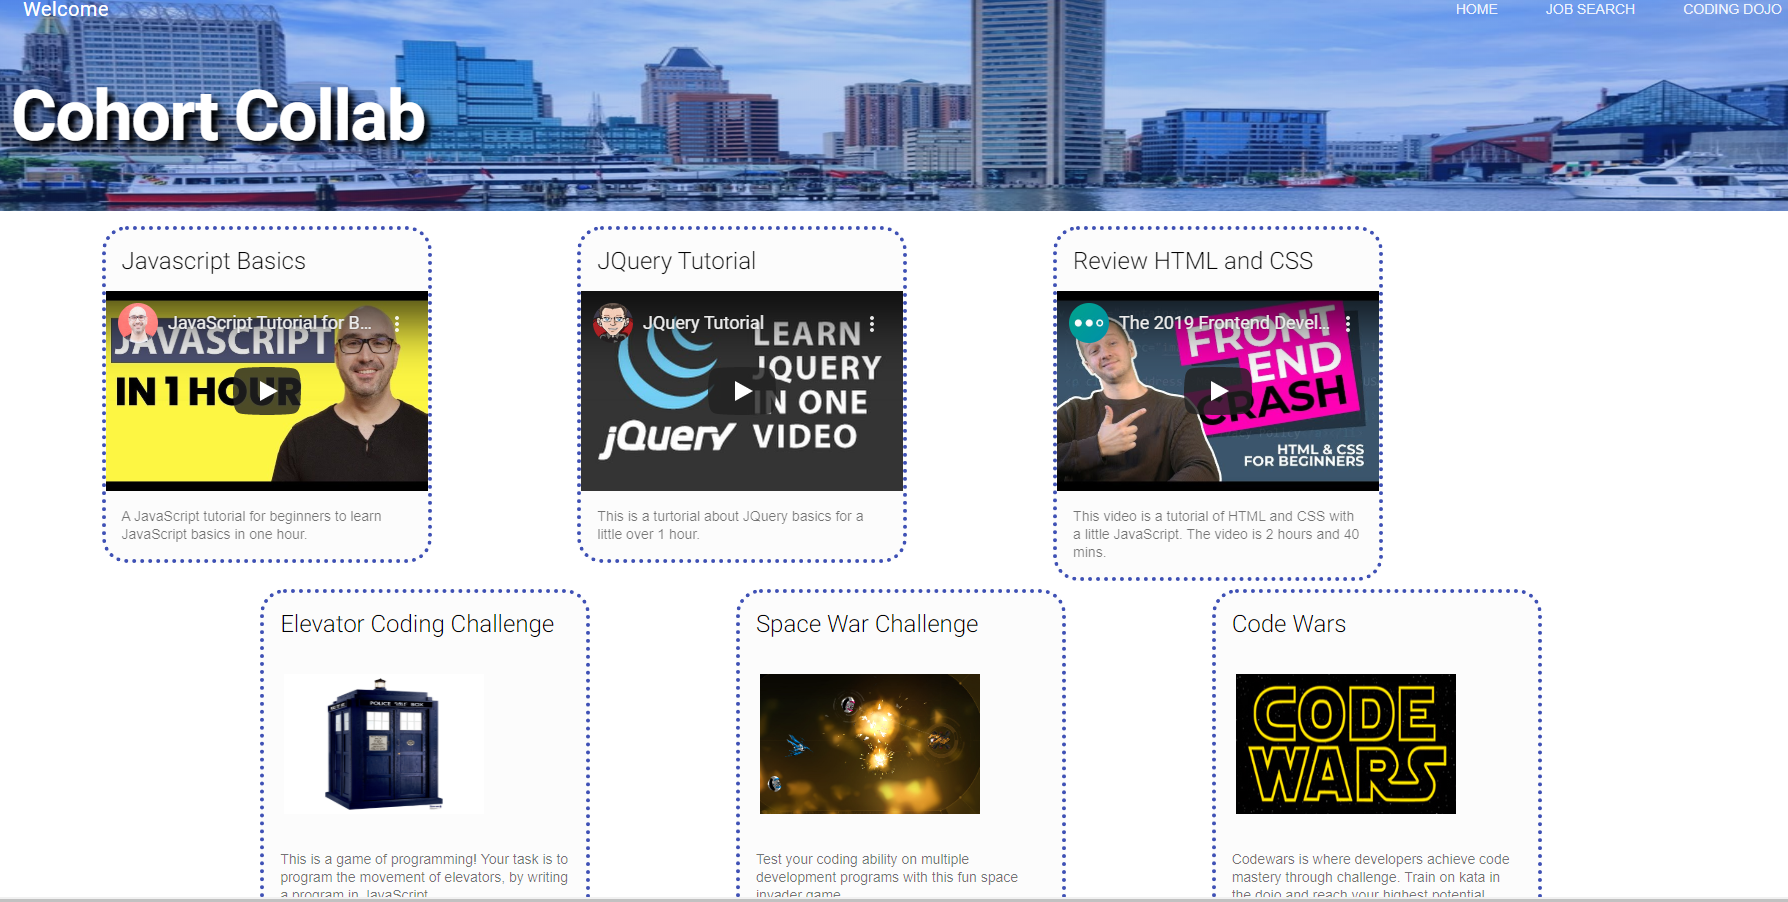 Welcome
HOME
JOB SEARCH
CODING DOJO
Cohort Collab
Javascript Basics
JQuery Tutorial
Review HTML and CSS
JavaScript Tutorial for B...
JAVASCRIPT
IN 1 HOUR
JQuery Tutorial
LEARN
JQUERY
IN ONE
VIDEO
jQuery
The 2019 Frontend Devel...
FRONT
END
CRASH
HTML & CSS
FOR BEGINNERS
A JavaScript tutorial for beginners to learn
JavaScript basics in one hour.
This is a turtorial about JQuery basics for a
little over 1 hour.
This video is a tutorial of HTML and CSS with
a little JavaScript. The video is 2 hours and 40
mins.
Elevator Coding Challenge
Space War Challenge
Code Wars
POLICE BOX
CODE
WARS
This is a game of programming! Your task is to
program the movement of elevators, by writing
a program in JavaScript
Test your coding ability on multiple
development programs with this fun space
invader game
Codewars is where developers achieve code
mastery through challenge. Train on kata in
the dojo and reach your highest potential